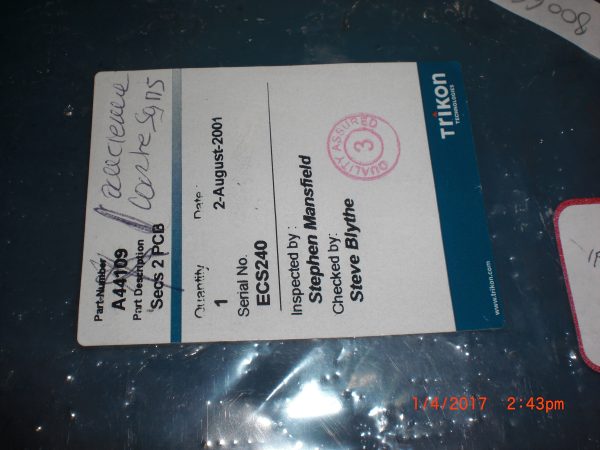 Part Number
A44109
Part Description
Secs 2 PCB
Quantity
Date
1
2-August-2001
Serial No.
ECS240
Inspected by :
Stephen Mansfield
Checked by:
Steve Blythe
QUALITY ASSURED
3
TRIKON
TECHNOLOGIES
www.trikon.com
1/4/2017 2:43pm